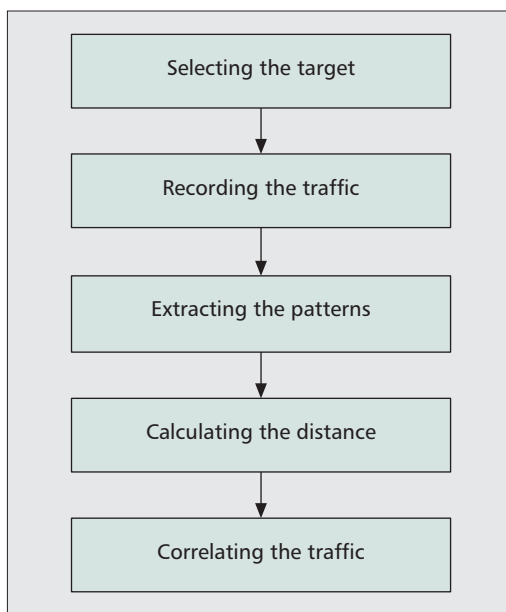 Selecting the target
Recording the traffic
Extracting the patterns
Calculating the distance
Correlating the traffic